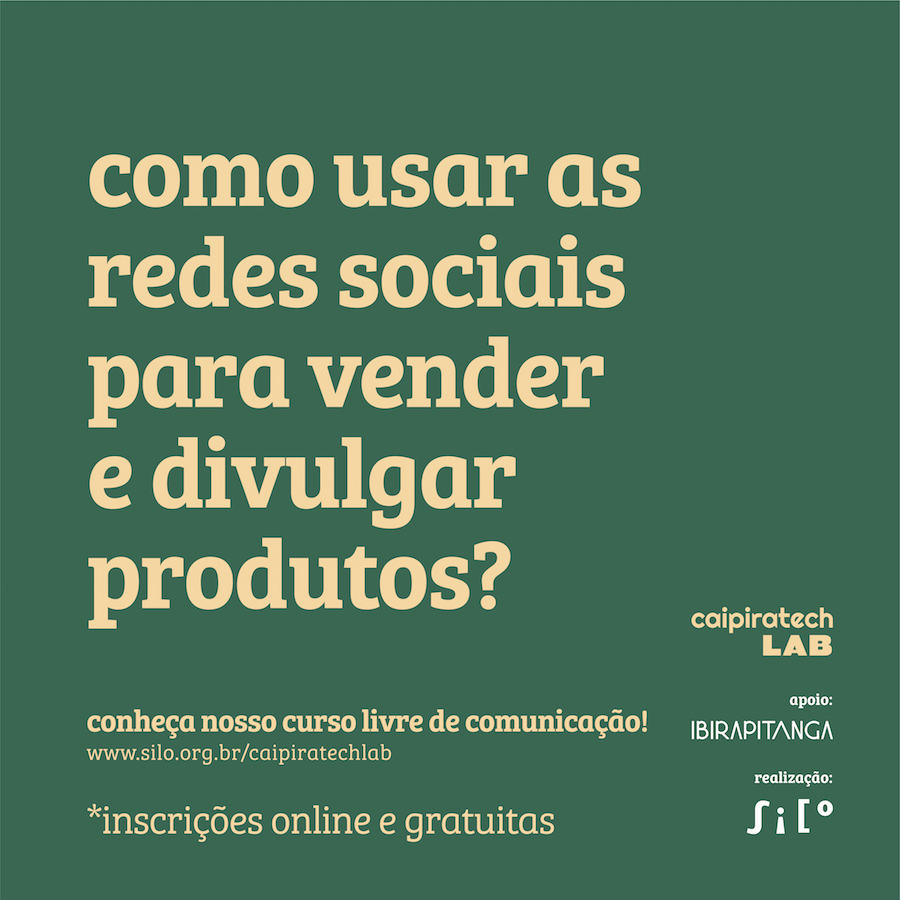 como usar as
redes sociais
para vender
e divulgar
produtos?
conheça nosso curso livre de comunicação!
www.silo.org.br/caipiratechlab
*inscrições online e gratuitas
caipiratech
LAB
apoio:
IBIRAPITANGA
realização:
silo